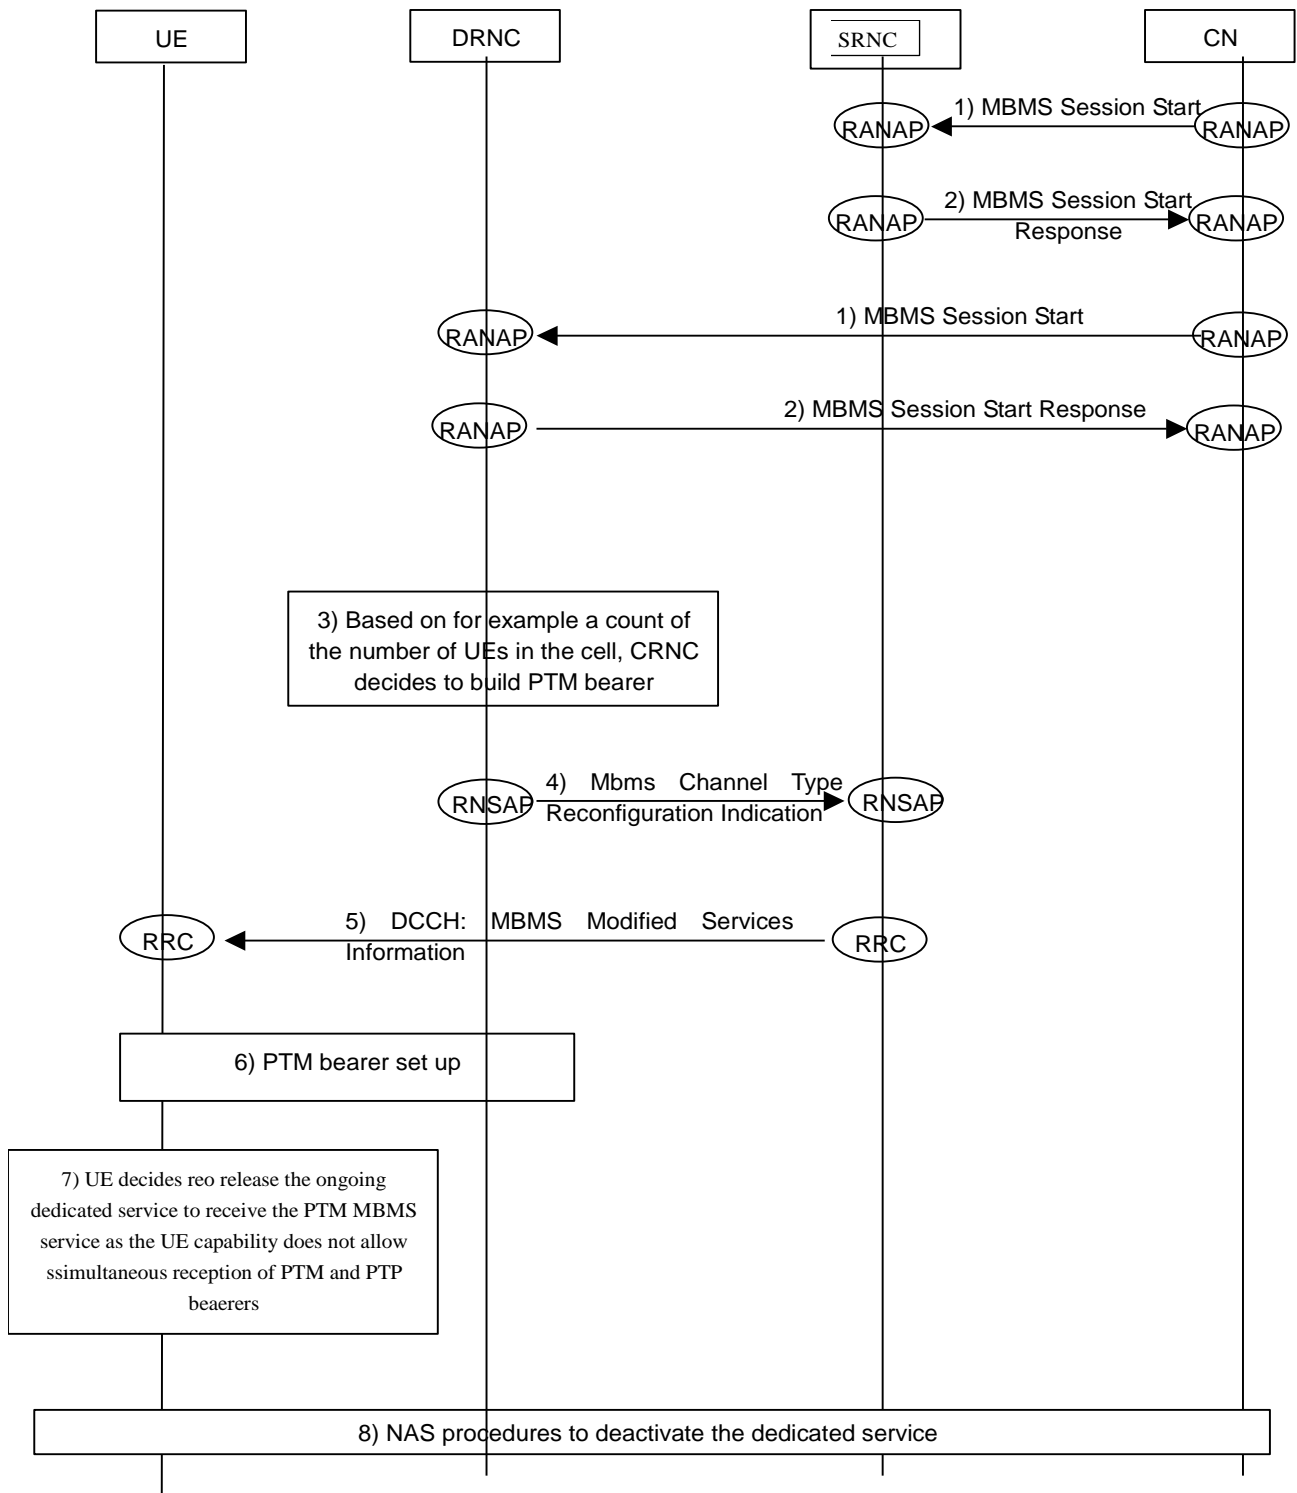 UE
DRNC
SRNC
CN
1) MBMS Session Start
RANAP
RANAP
2) MBMS Session Start
Response
RANAP
RANAP
1) MBMS Session Start
RANAP
RANAP
2) MBMS Session Start Response
RANAP
RANAP
3) Based on for example a count of
the number of UEs in the cell, CRNC
decides to build PTM bearer
4) Mbms Channel Type
Reconfiguration Indication
RNSAP
RNSAP
5) DCCH: MBMS Modified Services
Information
RRC
RRC
6) PTM bearer set up
7) UE decides reo release the ongoing
dedicated service to receive the PTM MBMS
service as the UE capability does not allow
ssimultaneous reception of PTM and PTP
beaerers
8) NAS procedures to deactivate the dedicated service